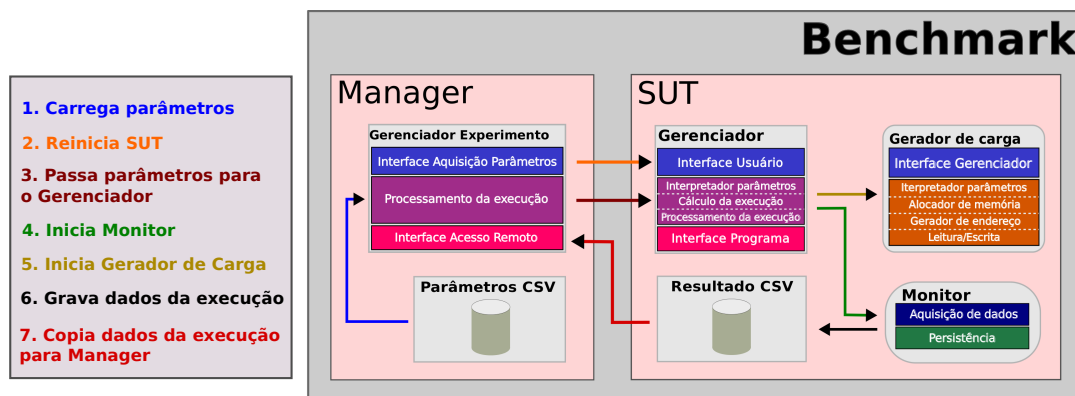 Benchmark
1. Carrega parâmetros
2. Reinicia SUT
3. Passa parâmetros para
o Gerenciador
4. Inicia Monitor
5. Inicia Gerador de Carga
6. Grava dados da execução
7. Copia dados da execução
para Manager
Manager
Gerenciador Experimento
Interface Aquisição Parâmetros
Processamento da execução
Interface Acesso Remoto
Parâmetros CSV
SUT
Gerenciador
Interface Usuário
Interpretador parâmetros
Cálculo da execução
Processamento da execução
Interface Programa
Resultado CSV
Gerador de carga
Interface Gerenciador
Iterpretador parâmetros
Alocador de memória
Gerador de endereço
Leitura/Escrita
Monitor
Aquisição de dados
Persistência